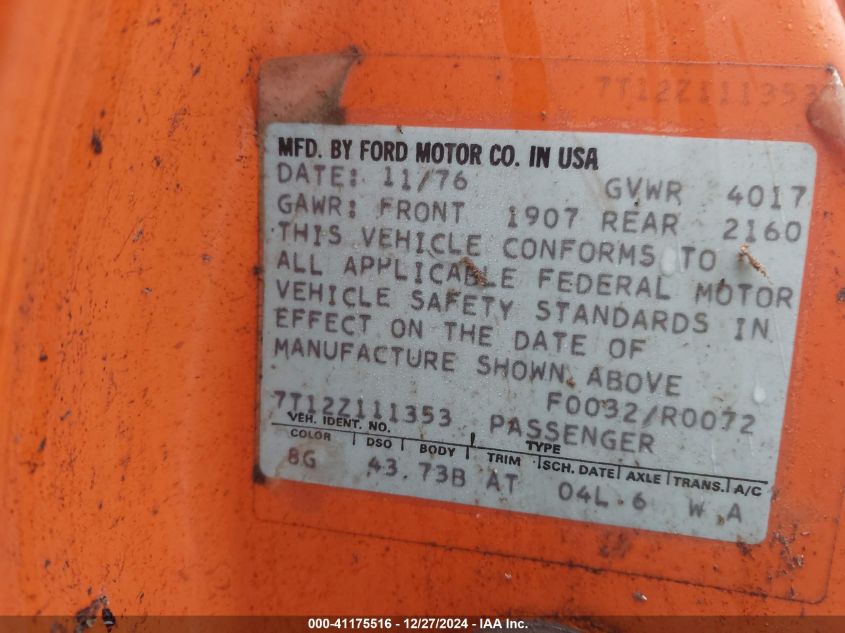 7T12Z111353
MFD. BY FORD MOTOR CO. IN USA
DATE: 11/76 GVWR 4017
GAWR: FRONT 1907 REAR 2160
THIS VEHICLE CONFORMS TO
ALL APPLICABLE FEDERAL MOTOR
VEHICLE SAFETY STANDARDS IN
EFFECT ON THE DATE OF
MANUFACTURE SHOWN ABOVE
F0032/R0072
7T12Z111353 PASSENGER
VEH. IDENT. NO. TYPE
COLOR DSO BODY TRIM SCH. DATE AXLE TRANS. A/C
8G 43 73B AT 04L 6 W A
000-41175516 - 12/27/2024 - IAA Inc.